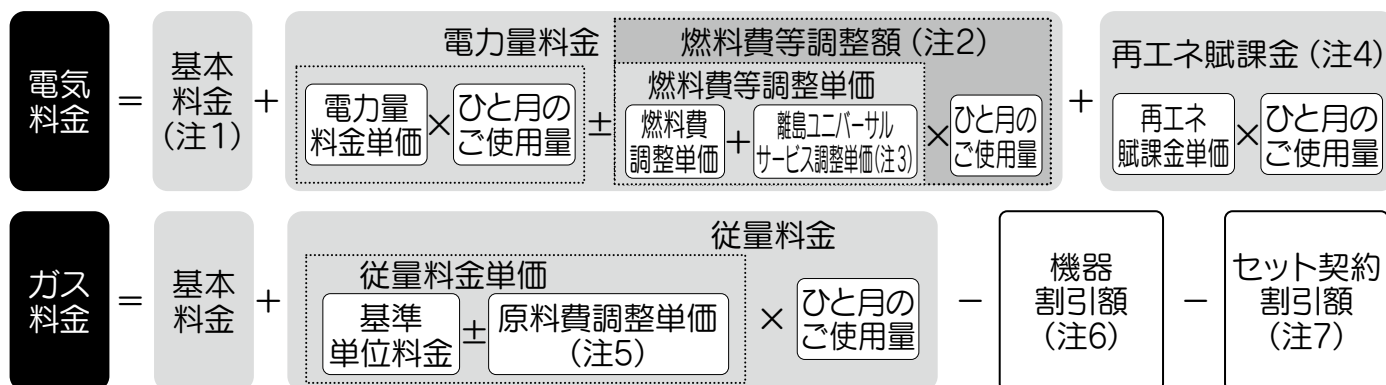 電気
料金
=
基本
料金
(注1)
+
電力量料金
電力量
料金単価
×
ひと月の
ご使用量
±
燃料費等調整額(注2)
燃料費等調整単価
燃料費
調整単価
+
離島ユニバーサル
サービス調整単価(注3)
×
ひと月の
ご使用量
+
再エネ賦課金(注4)
再エネ
賦課金単価
×
ひと月の
ご使用量
ガス
料金
=
基本
料金
+
従量料金
従量料金単価
基準
単位料金
±
原料費調整単価
(注5)
×
ひと月の
ご使用量
−
機器
割引額
(注6)
−
セット契約
割引額
(注7)